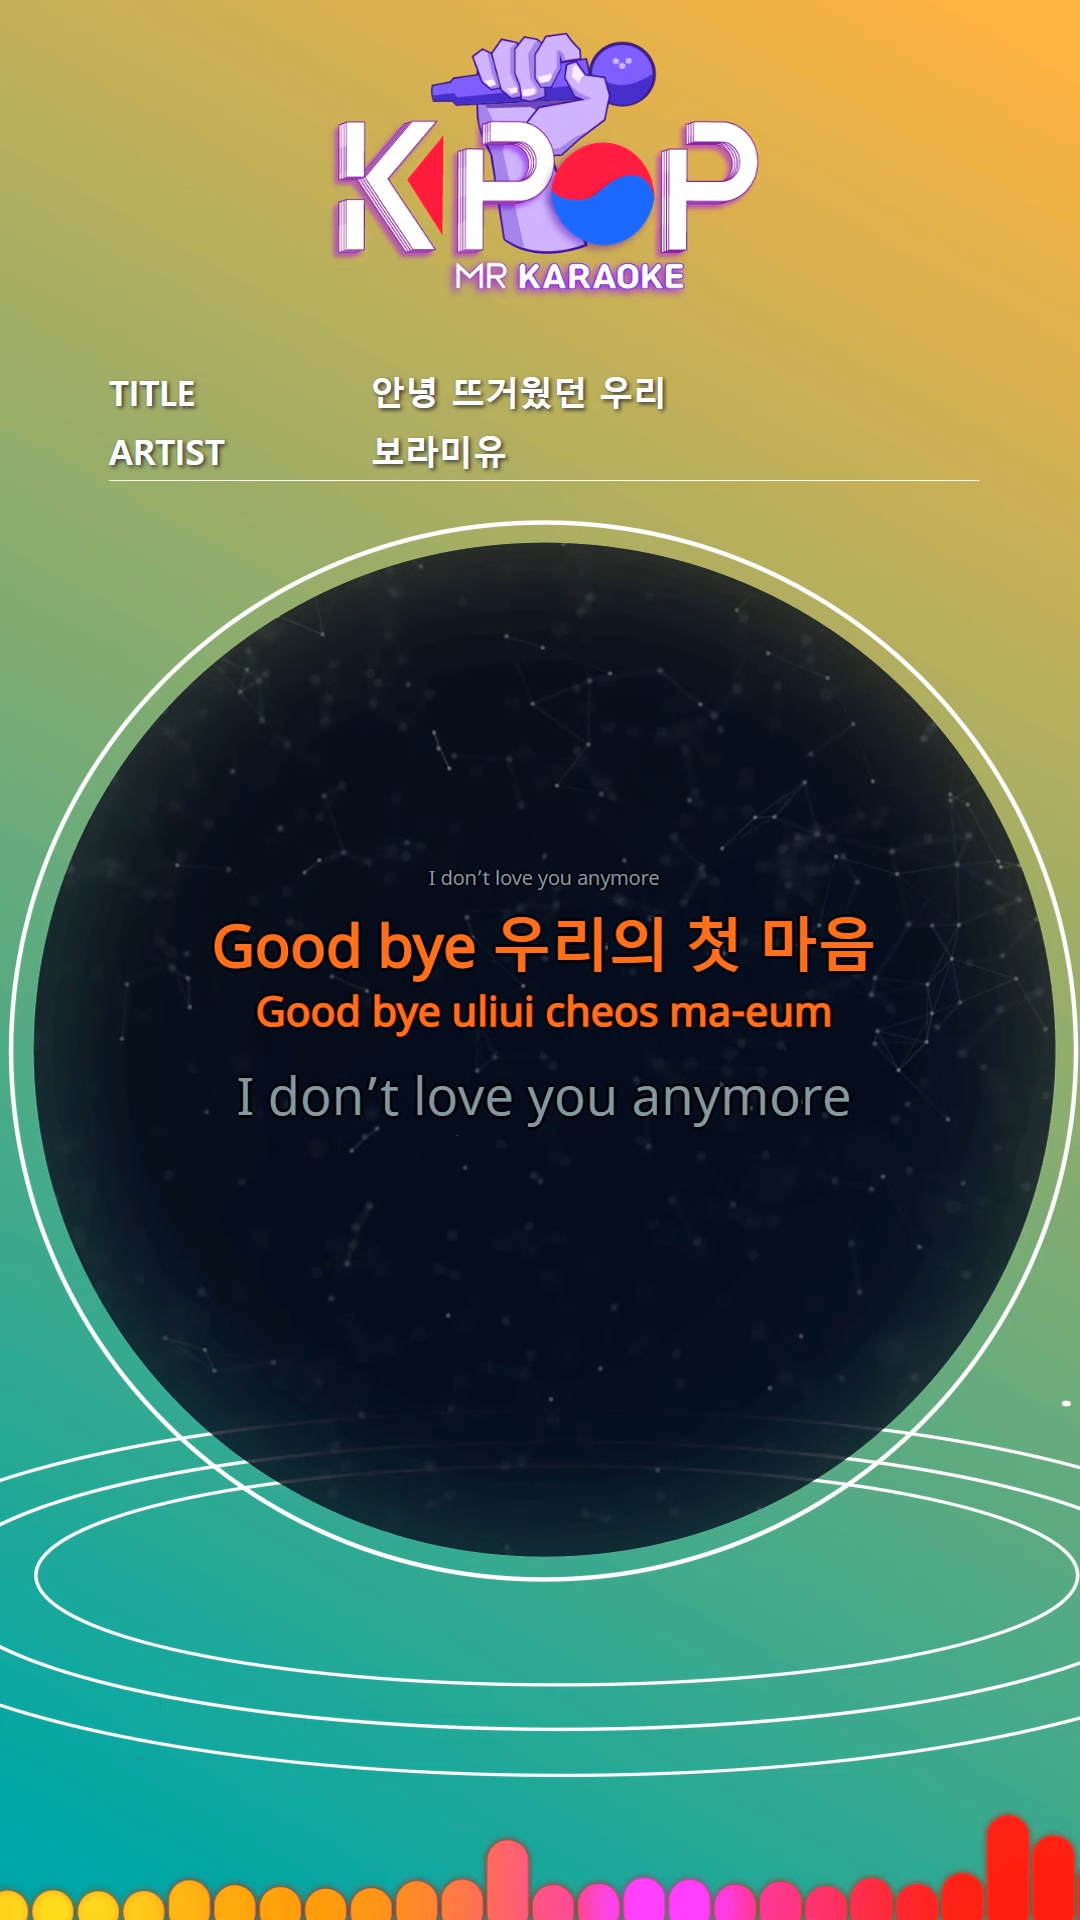 KPOP
MR KARAOKE
TITLE 안녕 뜨거웠던 우리
ARTIST 보라미유
I don’t love you anymore
Good bye 우리의 첫 마음
Good bye uliui cheos ma-eum
I don’t love you anymore